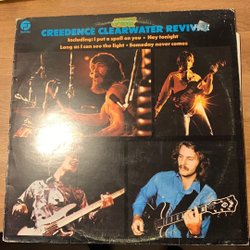 CREEDENCE CLEARWATER REVIVAL
Including: I put a spell on you • Hey tonight
Long as I can see the light • Someday never comes